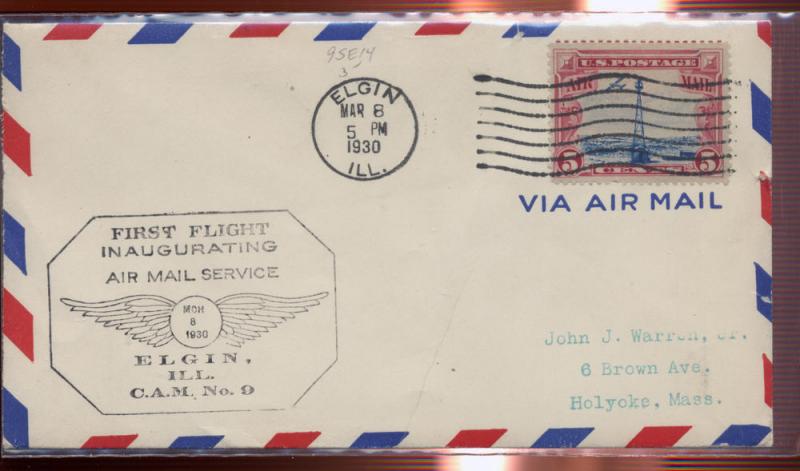 95E14
3
ELGIN
MAR 8
5 PM
1930
ILL.
U.S. POSTAGE
AIR MAIL
5 CENTS 5
VIA AIR MAIL
FIRST FLIGHT
INAUGURATING
AIR MAIL SERVICE
MCH
8
1930
ELGIN,
ILL.
C.A.M. No. 9
John J. Warren, Jr.
6 Brown Ave.
Holyoke, Mass.